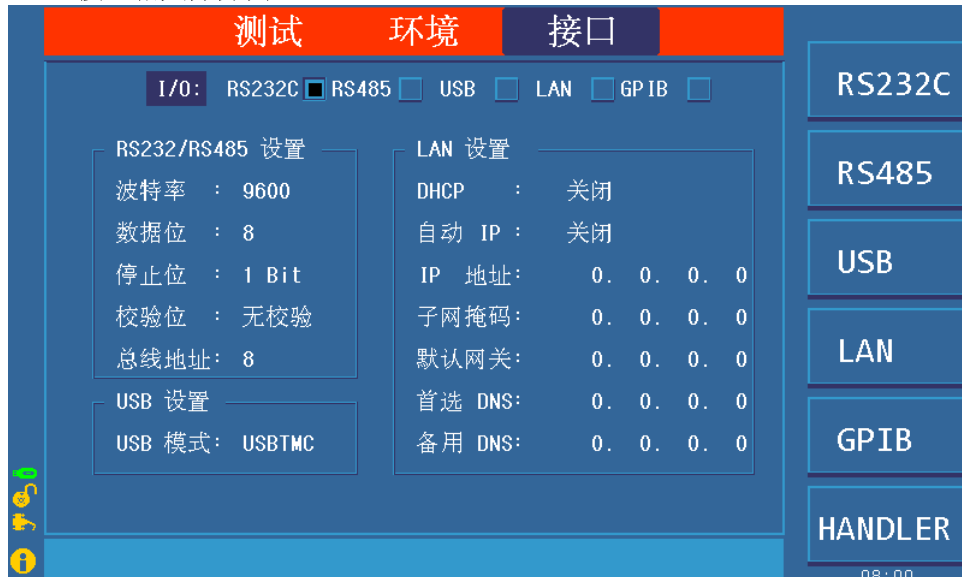 测试 环境 接口
I/O: RS232C RS485 USB LAN GPIB
RS232/RS485 设置
波特率 : 9600
数据位 : 8
停止位 : 1 Bit
校验位 : 无校验
总线地址: 8
USB 设置
USB 模式: USBTMC
LAN 设置
DHCP : 关闭
自动 IP : 关闭
IP 地址: 0. 0. 0. 0
子网掩码: 0. 0. 0. 0
默认网关: 0. 0. 0. 0
首选 DNS: 0. 0. 0. 0
备用 DNS: 0. 0. 0. 0
RS232C
RS485
USB
LAN
GPIB
HANDLER